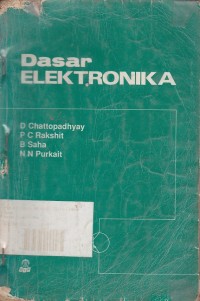 Dasar
ELEKTRONIKA
D Chattopadhyay
P C Rakshit
B Saha
N N Purkait